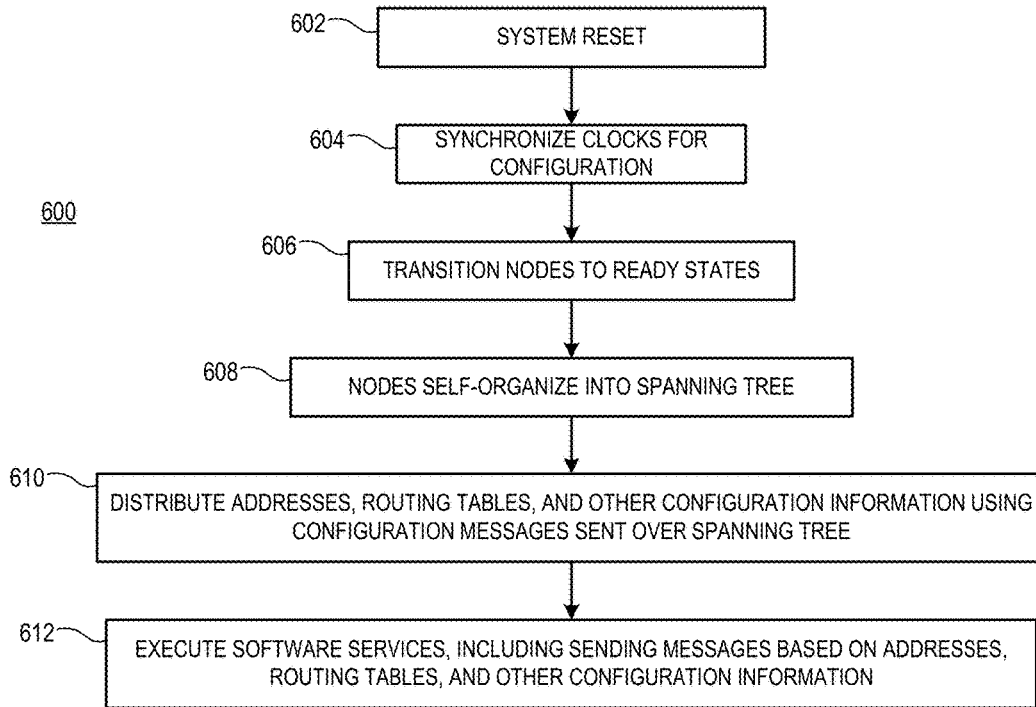 602
SYSTEM RESET
604
SYNCHRONIZE CLOCKS FOR
CONFIGURATION
600
606
TRANSITION NODES TO READY STATES
608
NODES SELF-ORGANIZE INTO SPANNING TREE
610
DISTRIBUTE ADDRESSES, ROUTING TABLES, AND OTHER CONFIGURATION INFORMATION USING
CONFIGURATION MESSAGES SENT OVER SPANNING TREE
612
EXECUTE SOFTWARE SERVICES, INCLUDING SENDING MESSAGES BASED ON ADDRESSES,
ROUTING TABLES, AND OTHER CONFIGURATION INFORMATION